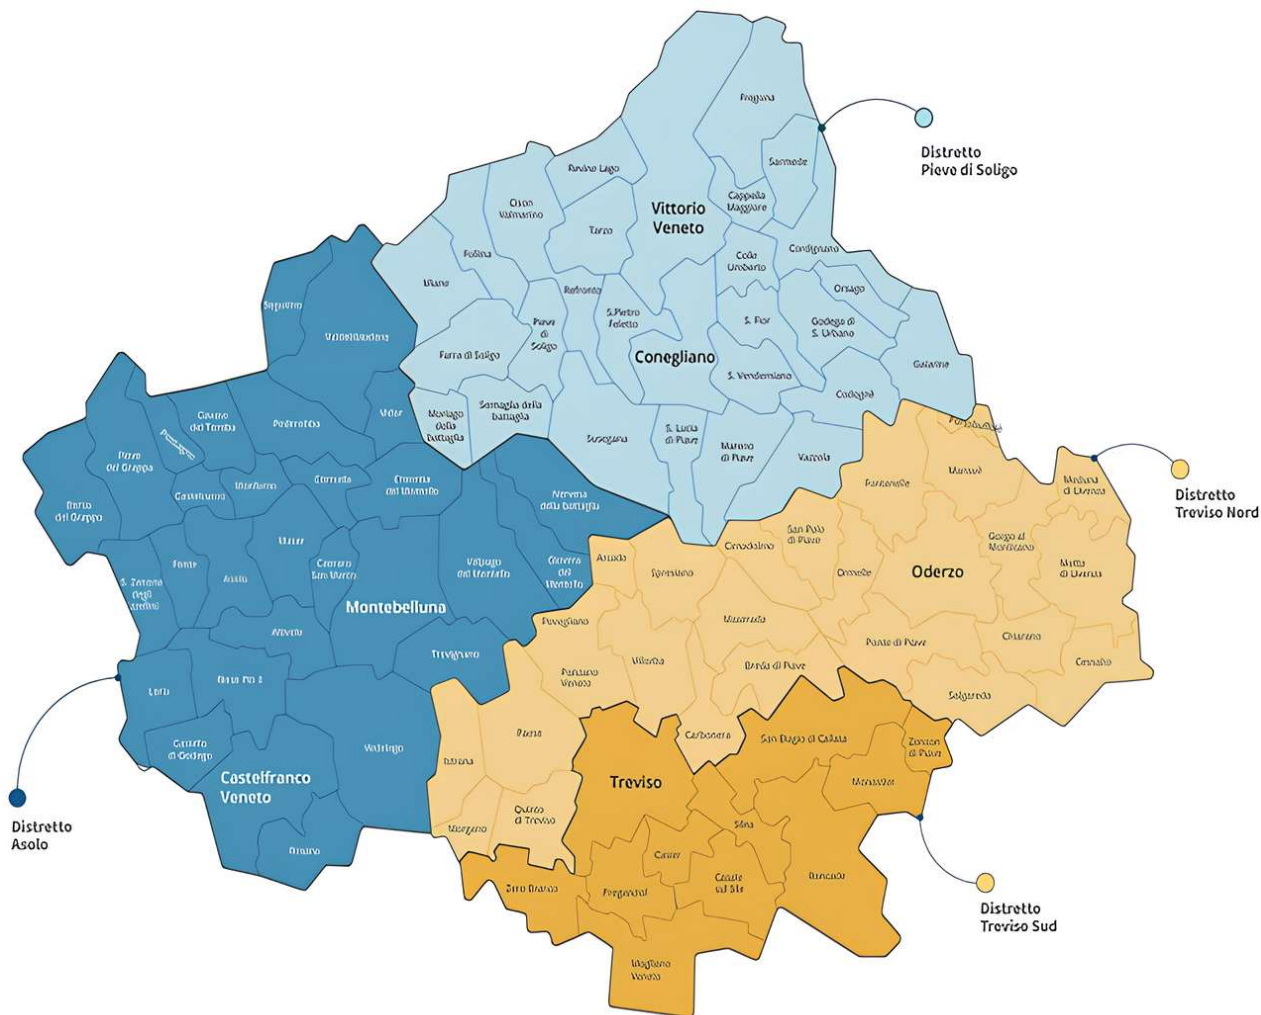 Fregona
Distretto
Pieve di Soligo
Sarmede
Revine Lago
Cappella
Maggiore
Cison
Valmarino
Vittorio
Veneto
Tarzo
Cordignano
Follina
Colle
Umberto
Miane
Refrontolo
Orsago
S.Pietro
Feletto
S. Fior
Godega di
S. Urbano
Pieve
di
Soligo
Farra di Soligo
Conegliano
Gaiarine
S. Vendemiano
Codognè
Sernaglia della
Battaglia
Moriago
della
Battaglia
Susegana
S. Lucia
di Piave
Mareno
di Piave
Vazzola
Segusino
Valdobbiadene
Vidor
Cavaso
del Tomba
Pederobba
Pieve
del Grappa
Castelcucco
Monfumo
Cornuda
Crocetta
del Montello
Nervesa
della Battaglia
Borso
del Grappa
Fonte
Asolo
Maser
Caerano
San Marco
Volpago
del Montello
Giavera
del
Montello
S. Zenone
degli
Ezzelini
Montebelluna
Altivole
Trevignano
Loria
Riese Pio X
Castello
di Godego
Vedelago
Castelfranco
Veneto
Resana
Distretto
Asolo
Portobuffolè
Mansuè
Fontanelle
Meduna
di Livenza
Distretto
Treviso Nord
San Polo
di Piave
Cimadolmo
Gorgo al
Monticano
Arcade
Spresiano
Ormelle
Oderzo
Motta
di Livenza
Povegliano
Maserada
Chiarano
Ponte di Piave
Cessalto
Villorba
Breda di Piave
Ponzano
Veneto
Salgareda
Paese
Carbonera
Istrana
Quinto
di Treviso
Morgano
San Biagio di Callalta
Zenson
di Piave
Treviso
Monastier
Silea
Casier
Casale
sul Sile
Roncade
Zero Branco
Preganziol
Mogliano
Veneto
Distretto
Treviso Sud